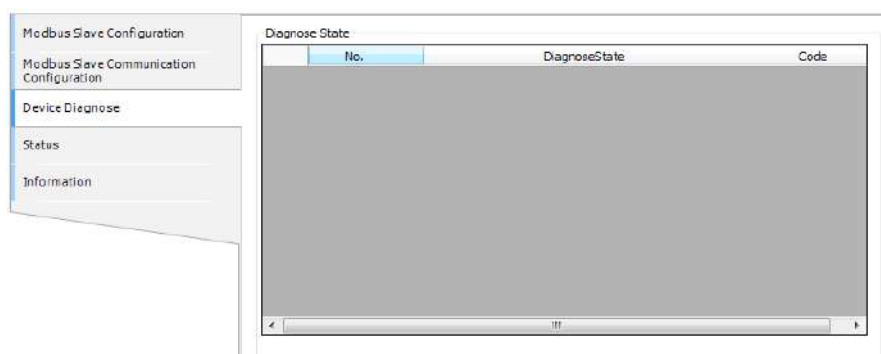 Modbus Slave Configuration
Modbus Slave Communication
Configuration
Device Diagnose
Status
Information
Diagnose State
No. DiagnoseState Code